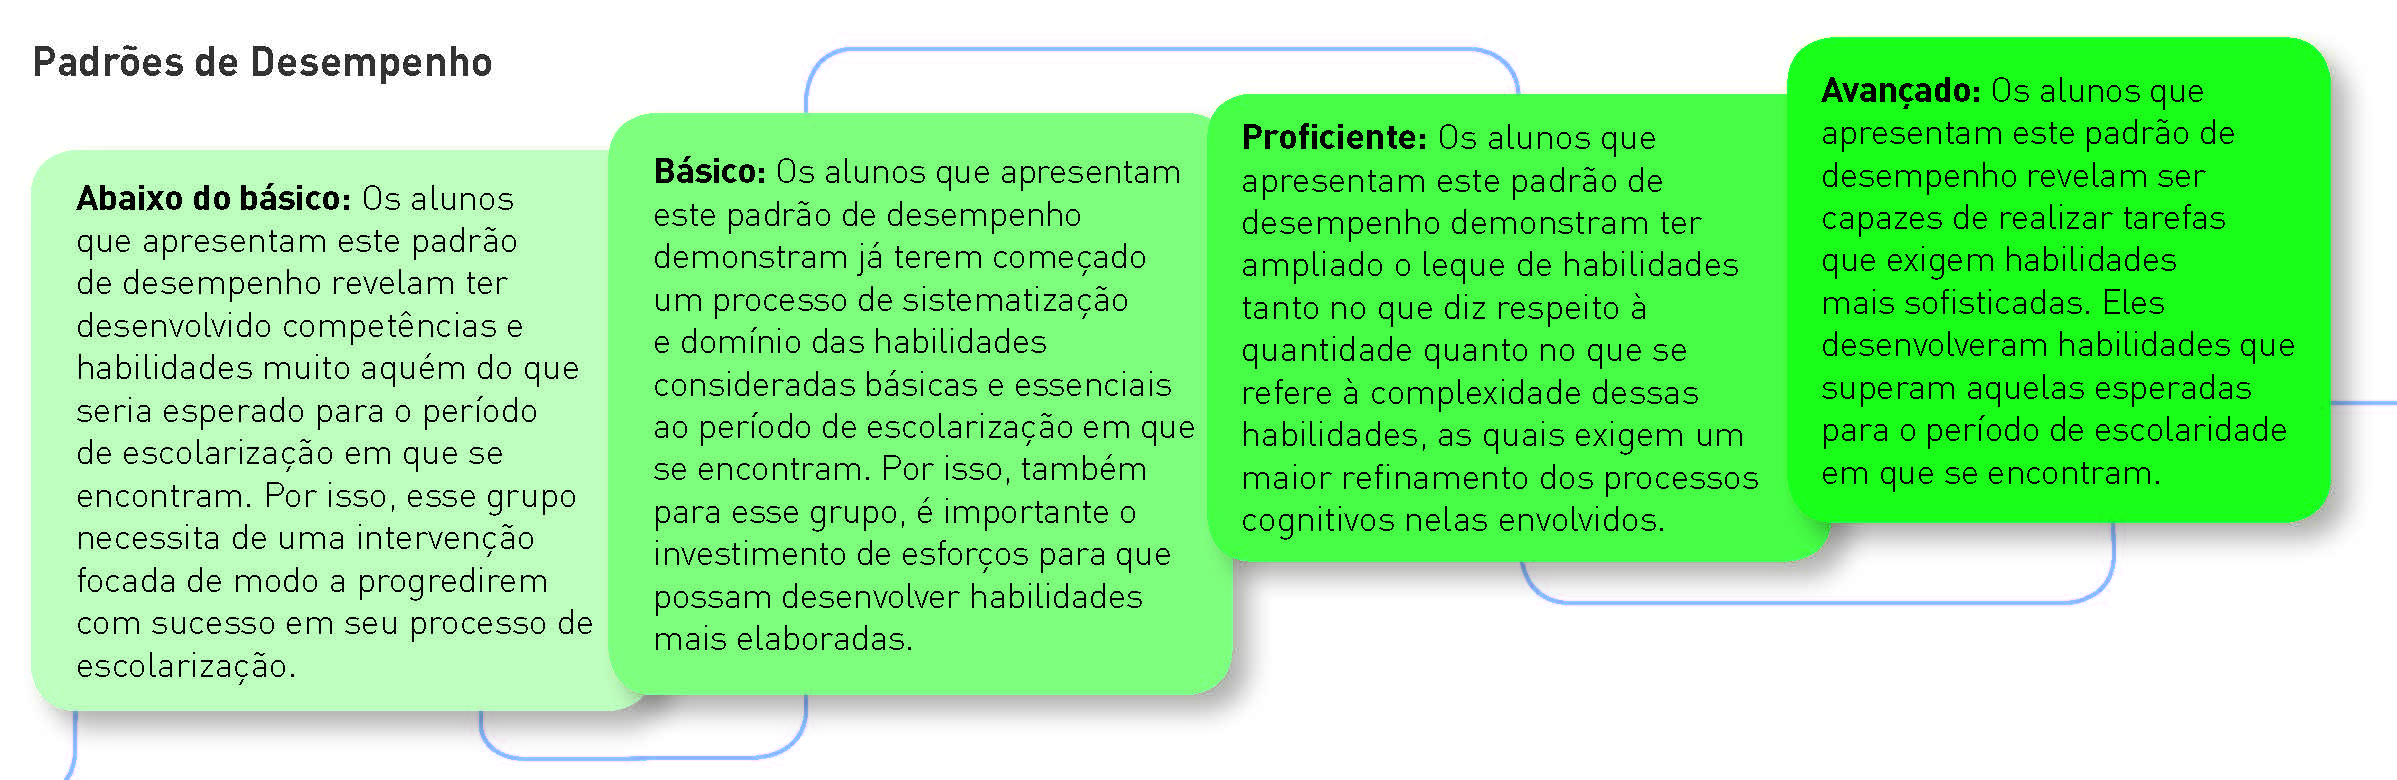 Padrões de Desempenho
Abaixo do básico: Os alunos
que apresentam este padrão
de desempenho revelam ter
desenvolvido competências e
habilidades muito aquém do que
seria esperado para o período
de escolarização em que se
encontram. Por isso, esse grupo
necessita de uma intervenção
focada de modo a progredirem
com sucesso em seu processo de
escolarização.
Básico: Os alunos que apresentam
este padrão de desempenho
demonstram já terem começado
um processo de sistematização
e domínio das habilidades
consideradas básicas e essenciais
ao período de escolarização em que
se encontram. Por isso, também
para esse grupo, é importante o
investimento de esforços para que
possam desenvolver habilidades
mais elaboradas.
Proficiente: Os alunos que
apresentam este padrão de
desempenho demonstram ter
ampliado o leque de habilidades
tanto no que diz respeito à
quantidade quanto no que se
refere à complexidade dessas
habilidades, as quais exigem um
maior refinamento dos processos
cognitivos nelas envolvidos.
Avançado: Os alunos que
apresentam este padrão de
desempenho revelam ser
capazes de realizar tarefas
que exigem habilidades
mais sofisticadas. Eles
desenvolveram habilidades que
superam aquelas esperadas
para o período de escolaridade
em que se encontram.